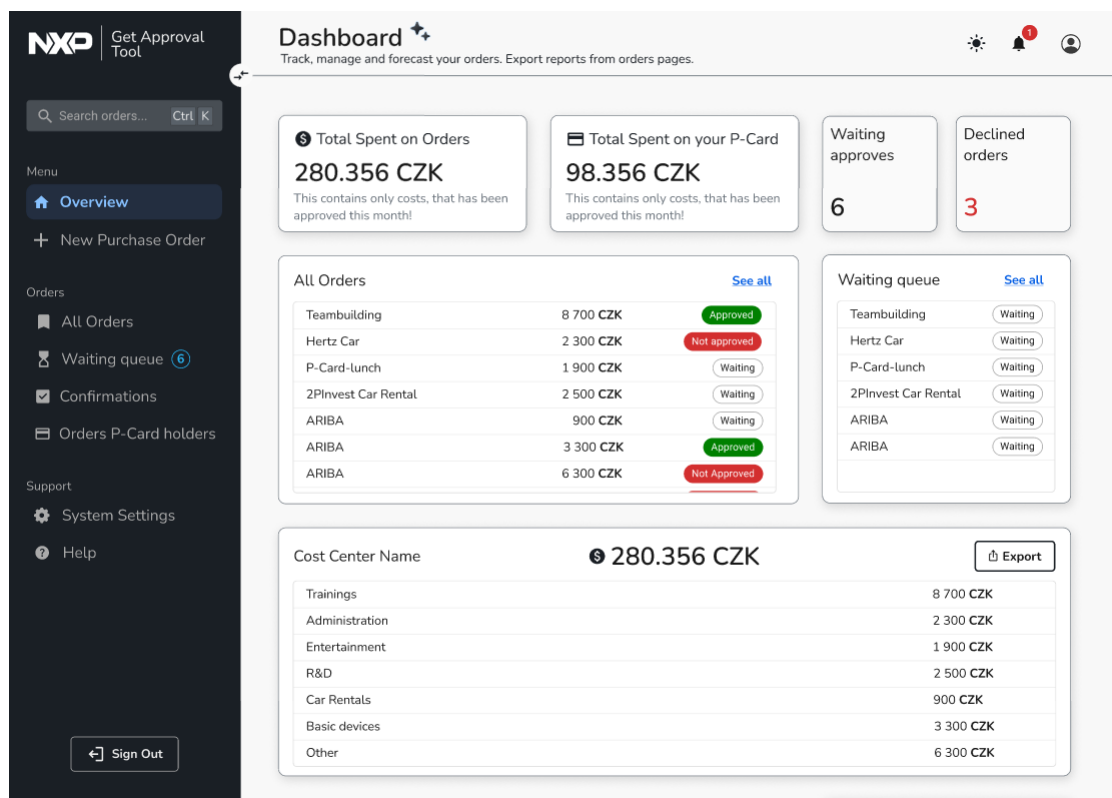 NXP
Get Approval
Tool
Search orders... Ctrl K
Menu
Overview
New Purchase Order
Orders
All Orders
Waiting queue 6
Confirmations
Orders P-Card holders
Support
System Settings
Help
Sign Out
Dashboard
Track, manage and forecast your orders. Export reports from orders pages.
1
Total Spent on Orders
280.356 CZK
This contains only costs, that has been
approved this month!
Total Spent on your P-Card
98.356 CZK
This contains only costs, that has been
approved this month!
Waiting
approves
6
Declined
orders
3
All Orders See all
Teambuilding 8 700 CZK Approved
Hertz Car 2 300 CZK Not approved
P-Card-lunch 1 900 CZK Waiting
2PInvest Car Rental 2 500 CZK Waiting
ARIBA 900 CZK Waiting
ARIBA 3 300 CZK Approved
ARIBA 6 300 CZK Not Approved
Waiting queue See all
Teambuilding Waiting
Hertz Car Waiting
P-Card-lunch Waiting
2PInvest Car Rental Waiting
ARIBA Waiting
ARIBA Waiting
Cost Center Name 280.356 CZK Export
Trainings 8 700 CZK
Administration 2 300 CZK
Entertainment 1 900 CZK
R&D 2 500 CZK
Car Rentals 900 CZK
Basic devices 3 300 CZK
Other 6 300 CZK